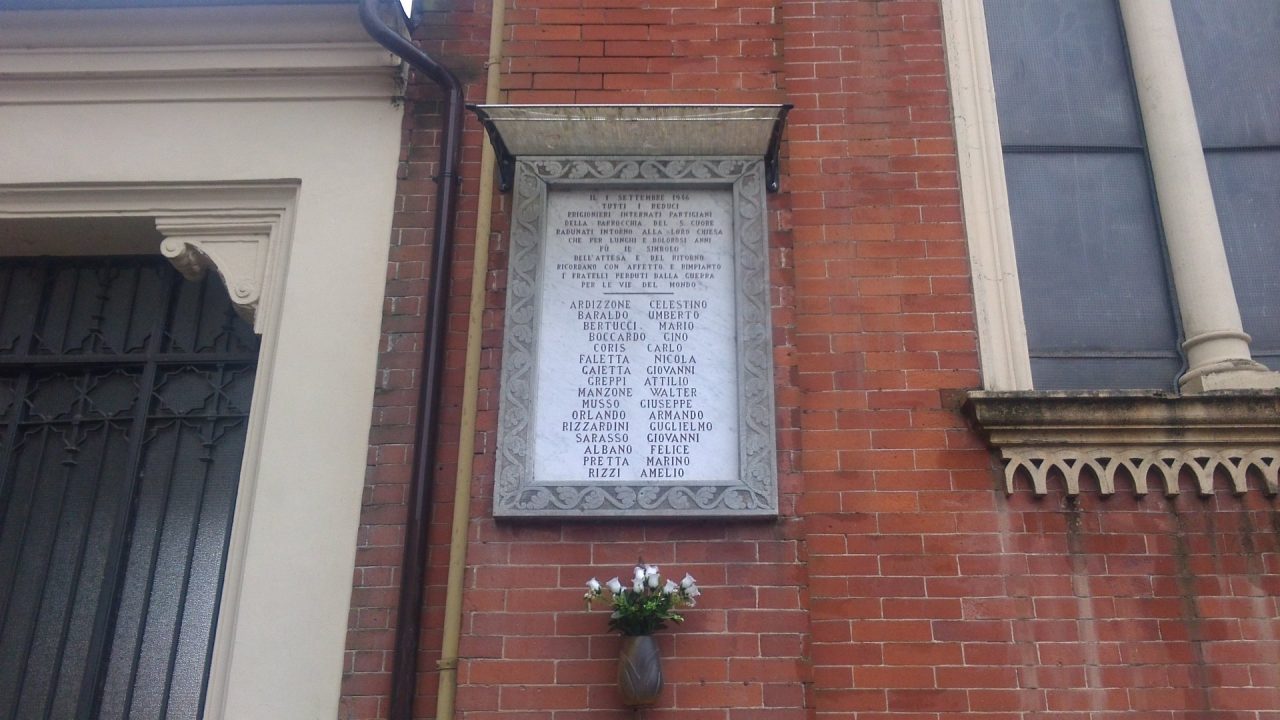 IL 1 SETTEMBRE 1946
TUTTI I REDUCI
PRIGIONIERI INTERNATI PARTIGIANI
DELLA PARROCCHIA DEL S. CUORE
RADUNATI INTORNO ALLA LORO CHIESA
CHE PER LUNGHI E DOLOROSI ANNI
FÙ IL SIMBOLO
DELL'ATTESA E DEL RITORNO
RICORDANO CON AFFETTO E RIMPIANTO
I FRATELLI PERDUTI DALLA GUERRA
PER LE VIE DEL MONDO
ARDIZZONE CELESTINO
BARALDO UMBERTO
BERTUCCI MARIO
BOCCARDO GINO
CORIS CARLO
FALETTA NICOLA
GAIETTA GIOVANNI
GREPPI ATTILIO
MANZONE WALTER
MUSSO GIUSEPPE
ORLANDO ARMANDO
RIZZARDINI GUGLIELMO
SARASSO GIOVANNI
ALBANO FELICE
PRETTA MARINO
RIZZI AMELIO